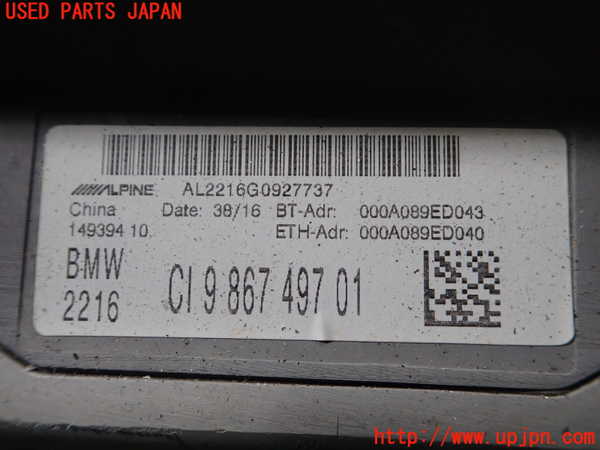 USED PARTS JAPAN
ALPINE AL2216G0927737
China Date: 38/16 BT-Adr: 000A089ED043
149394 10 ETH-Adr: 000A089ED040
BMW
2216 CI 9 867 497 01
http://www.upjpn.com/